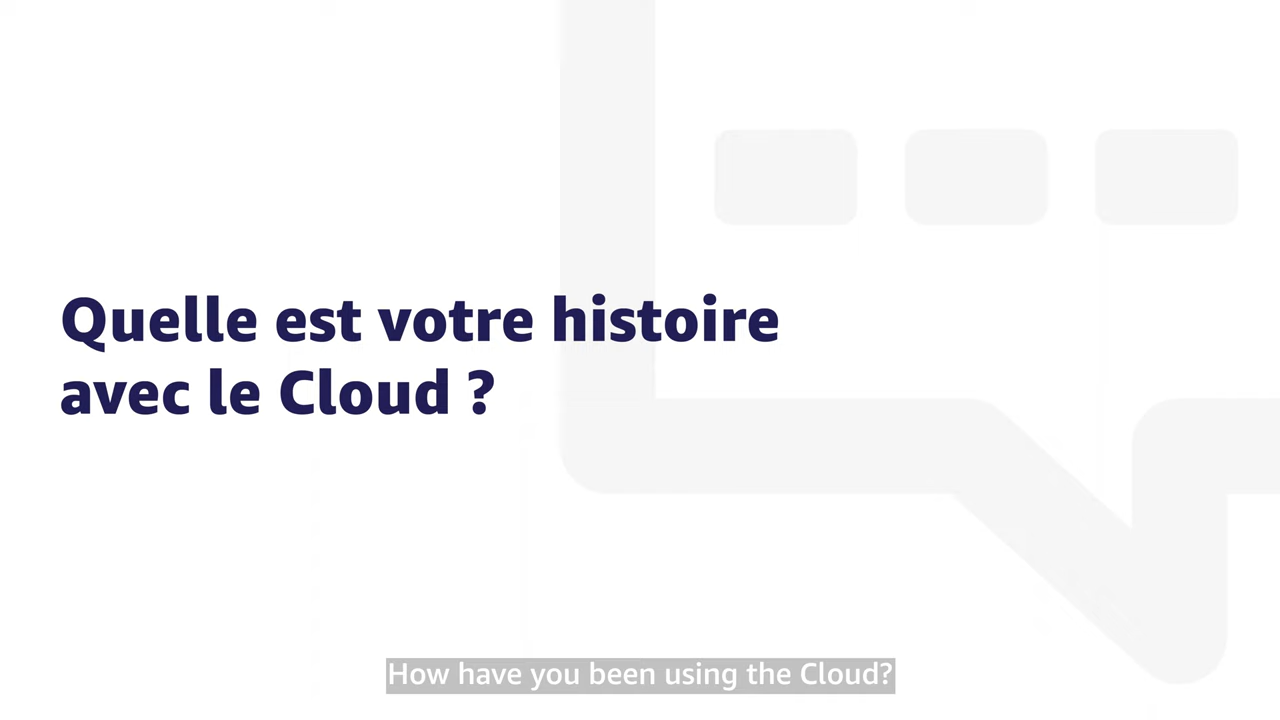 Quelle est votre histoire
avec le Cloud ?
How have you been using the Cloud?